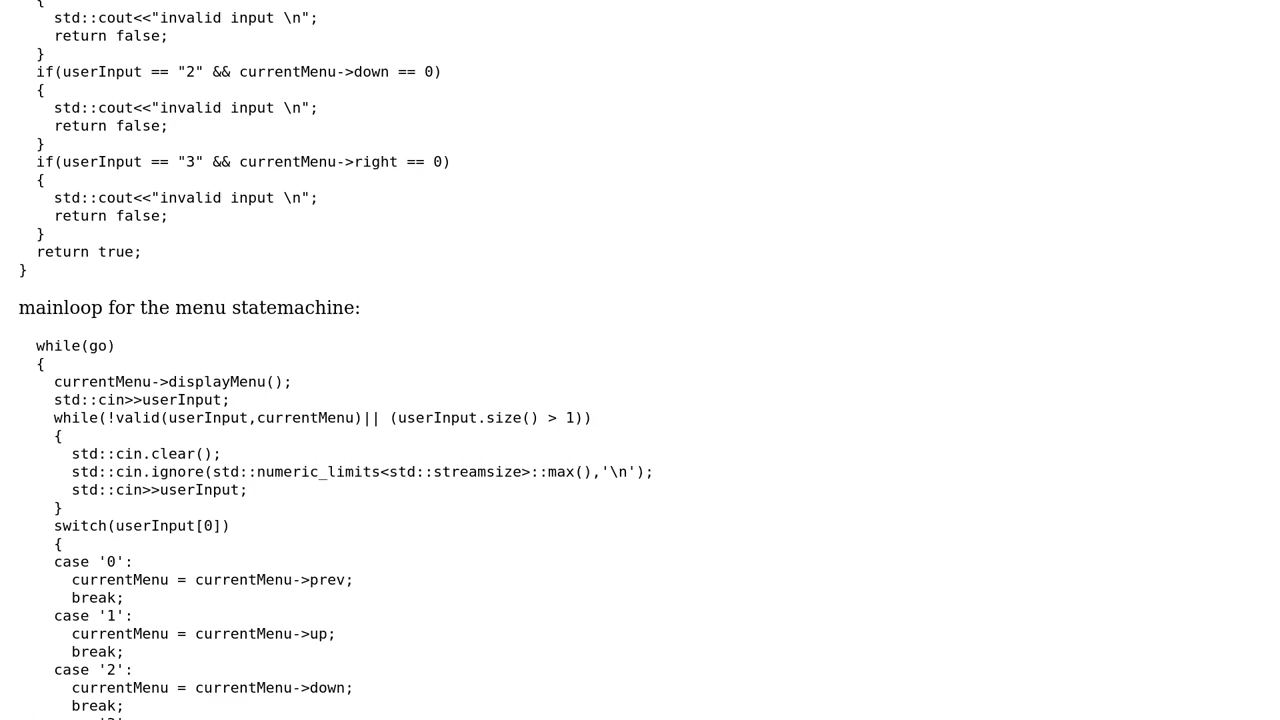 {
std::cout<<"invalid input \n";
return false;
}
if(userInput == "2" && currentMenu->down == 0)
{
std::cout<<"invalid input \n";
return false;
}
if(userInput == "3" && currentMenu->right == 0)
{
std::cout<<"invalid input \n";
return false;
}
return true;
}
mainloop for the menu statemachine:
while(go)
{
currentMenu->displayMenu();
std::cin>>userInput;
while(!valid(userInput,currentMenu)|| (userInput.size() > 1))
{
std::cin.clear();
std::cin.ignore(std::numeric_limits<std::streamsize>::max(),'\n');
std::cin>>userInput;
}
switch(userInput[0])
{
case '0':
currentMenu = currentMenu->prev;
break;
case '1':
currentMenu = currentMenu->up;
break;
case '2':
currentMenu = currentMenu->down;
break;